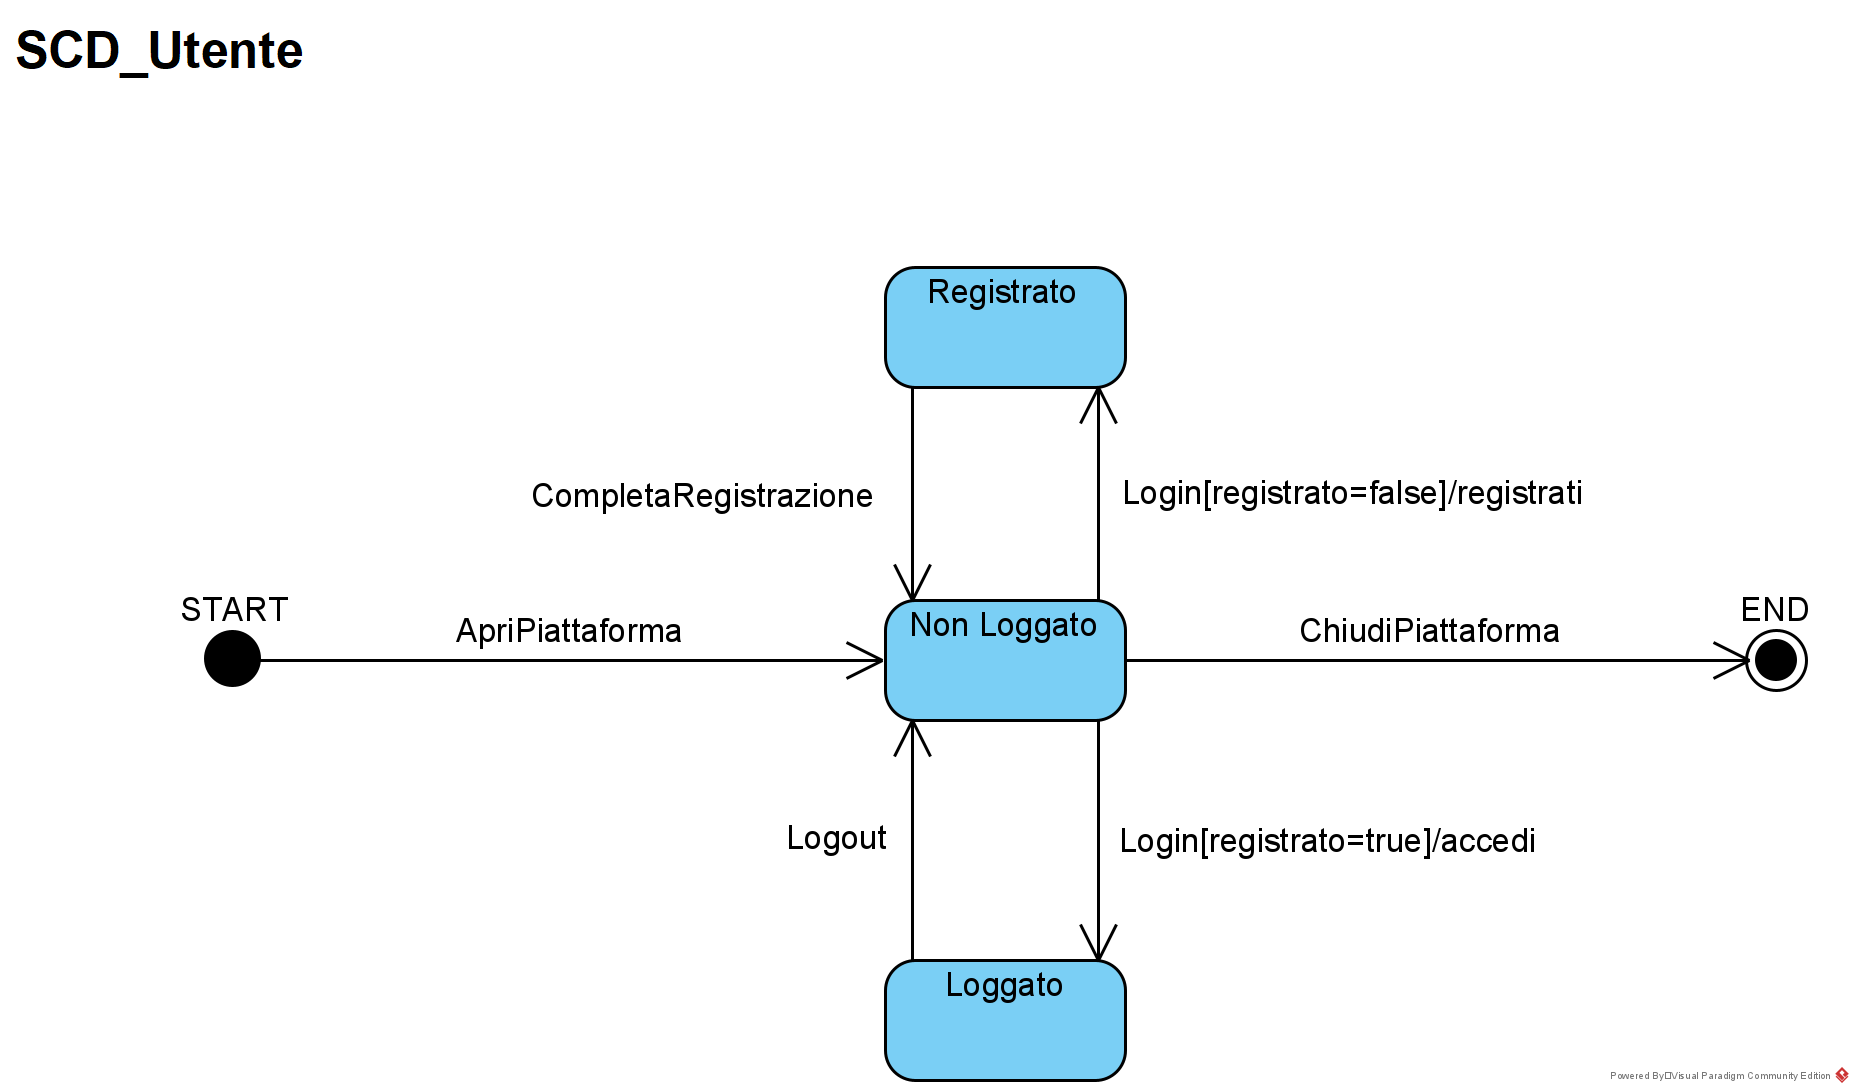 SCD_Utente
Registrato
CompletaRegistrazione
Login[registrato=false]/registrati
START
ApriPiattaforma
Non Loggato
ChiudiPiattaforma
END
Logout
Login[registrato=true]/accedi
Loggato
Powered By Visual Paradigm Community Edition